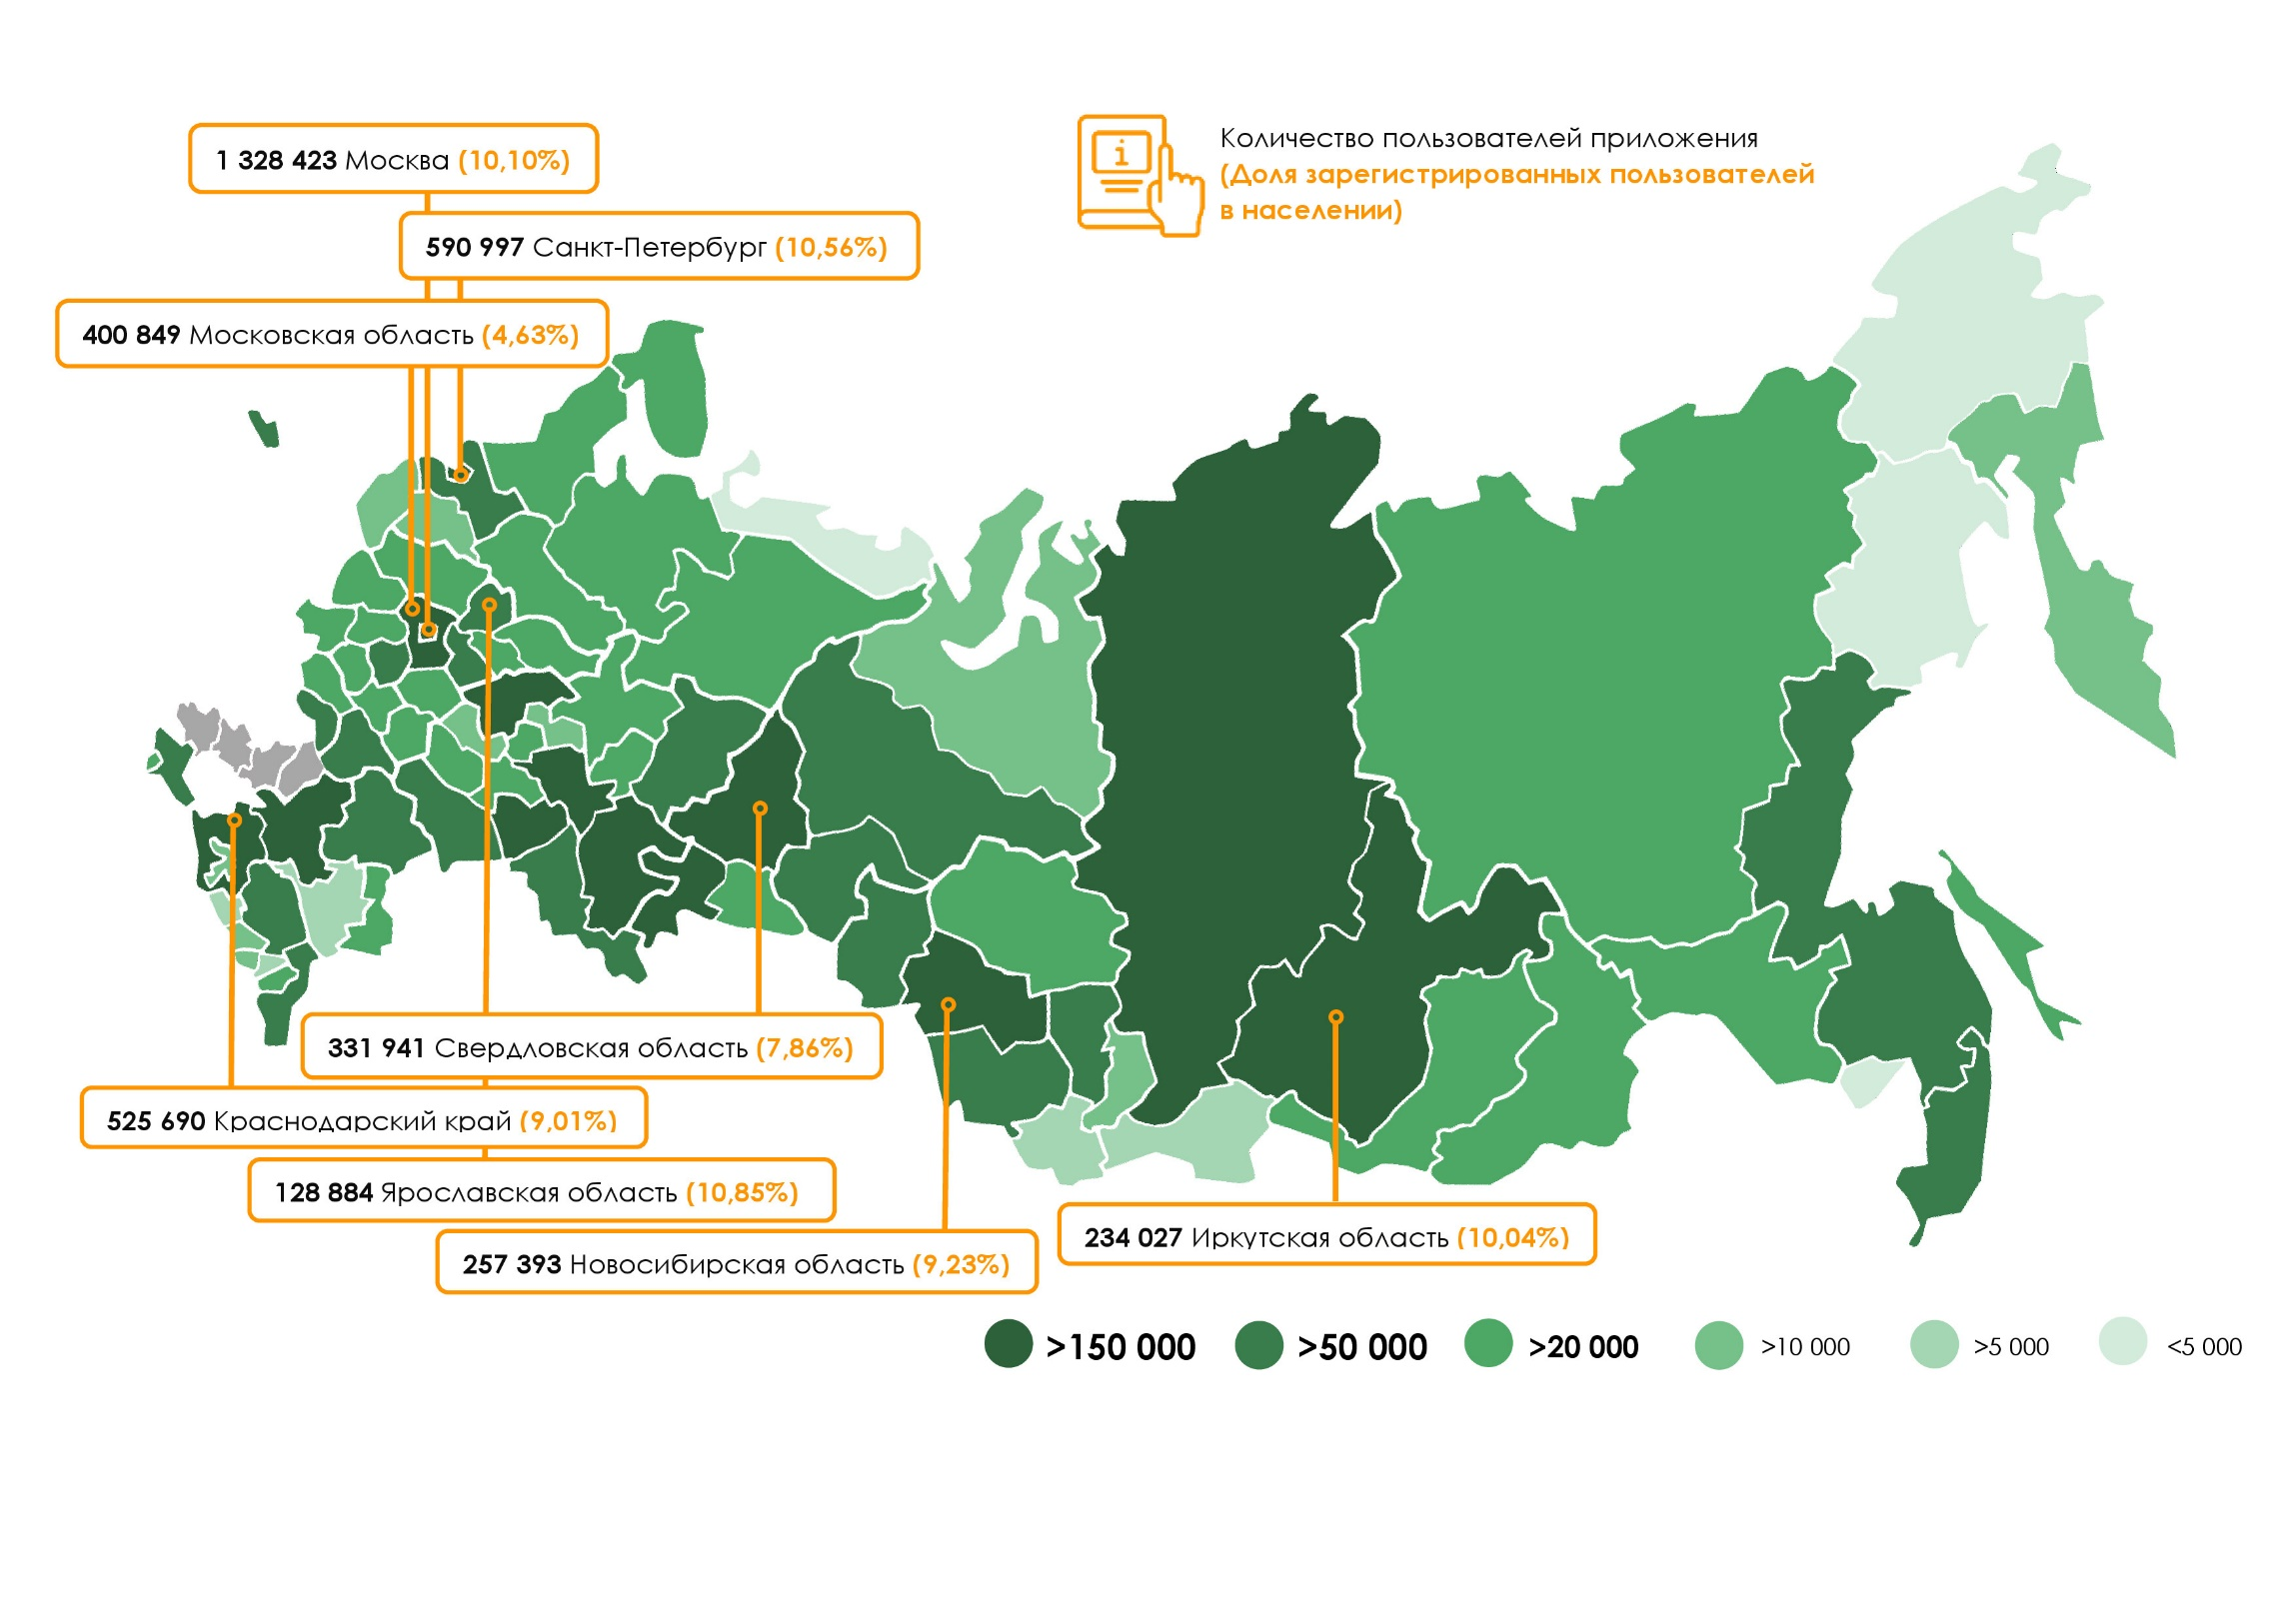 1 328 423 Москва (10,10%)
590 997 Санкт-Петербург (10,56%)
400 849 Московская область (4,63%)
i
Количество пользователей приложения
(Доля зарегистрированных пользователей
в населении)
331 941 Свердловская область (7,86%)
525 690 Краснодарский край (9,01%)
128 884 Ярославская область (10,85%)
257 393 Новосибирская область (9,23%)
234 027 Иркутская область (10,04%)
>150 000 >50 000 >20 000 >10 000 >5 000 <5 000